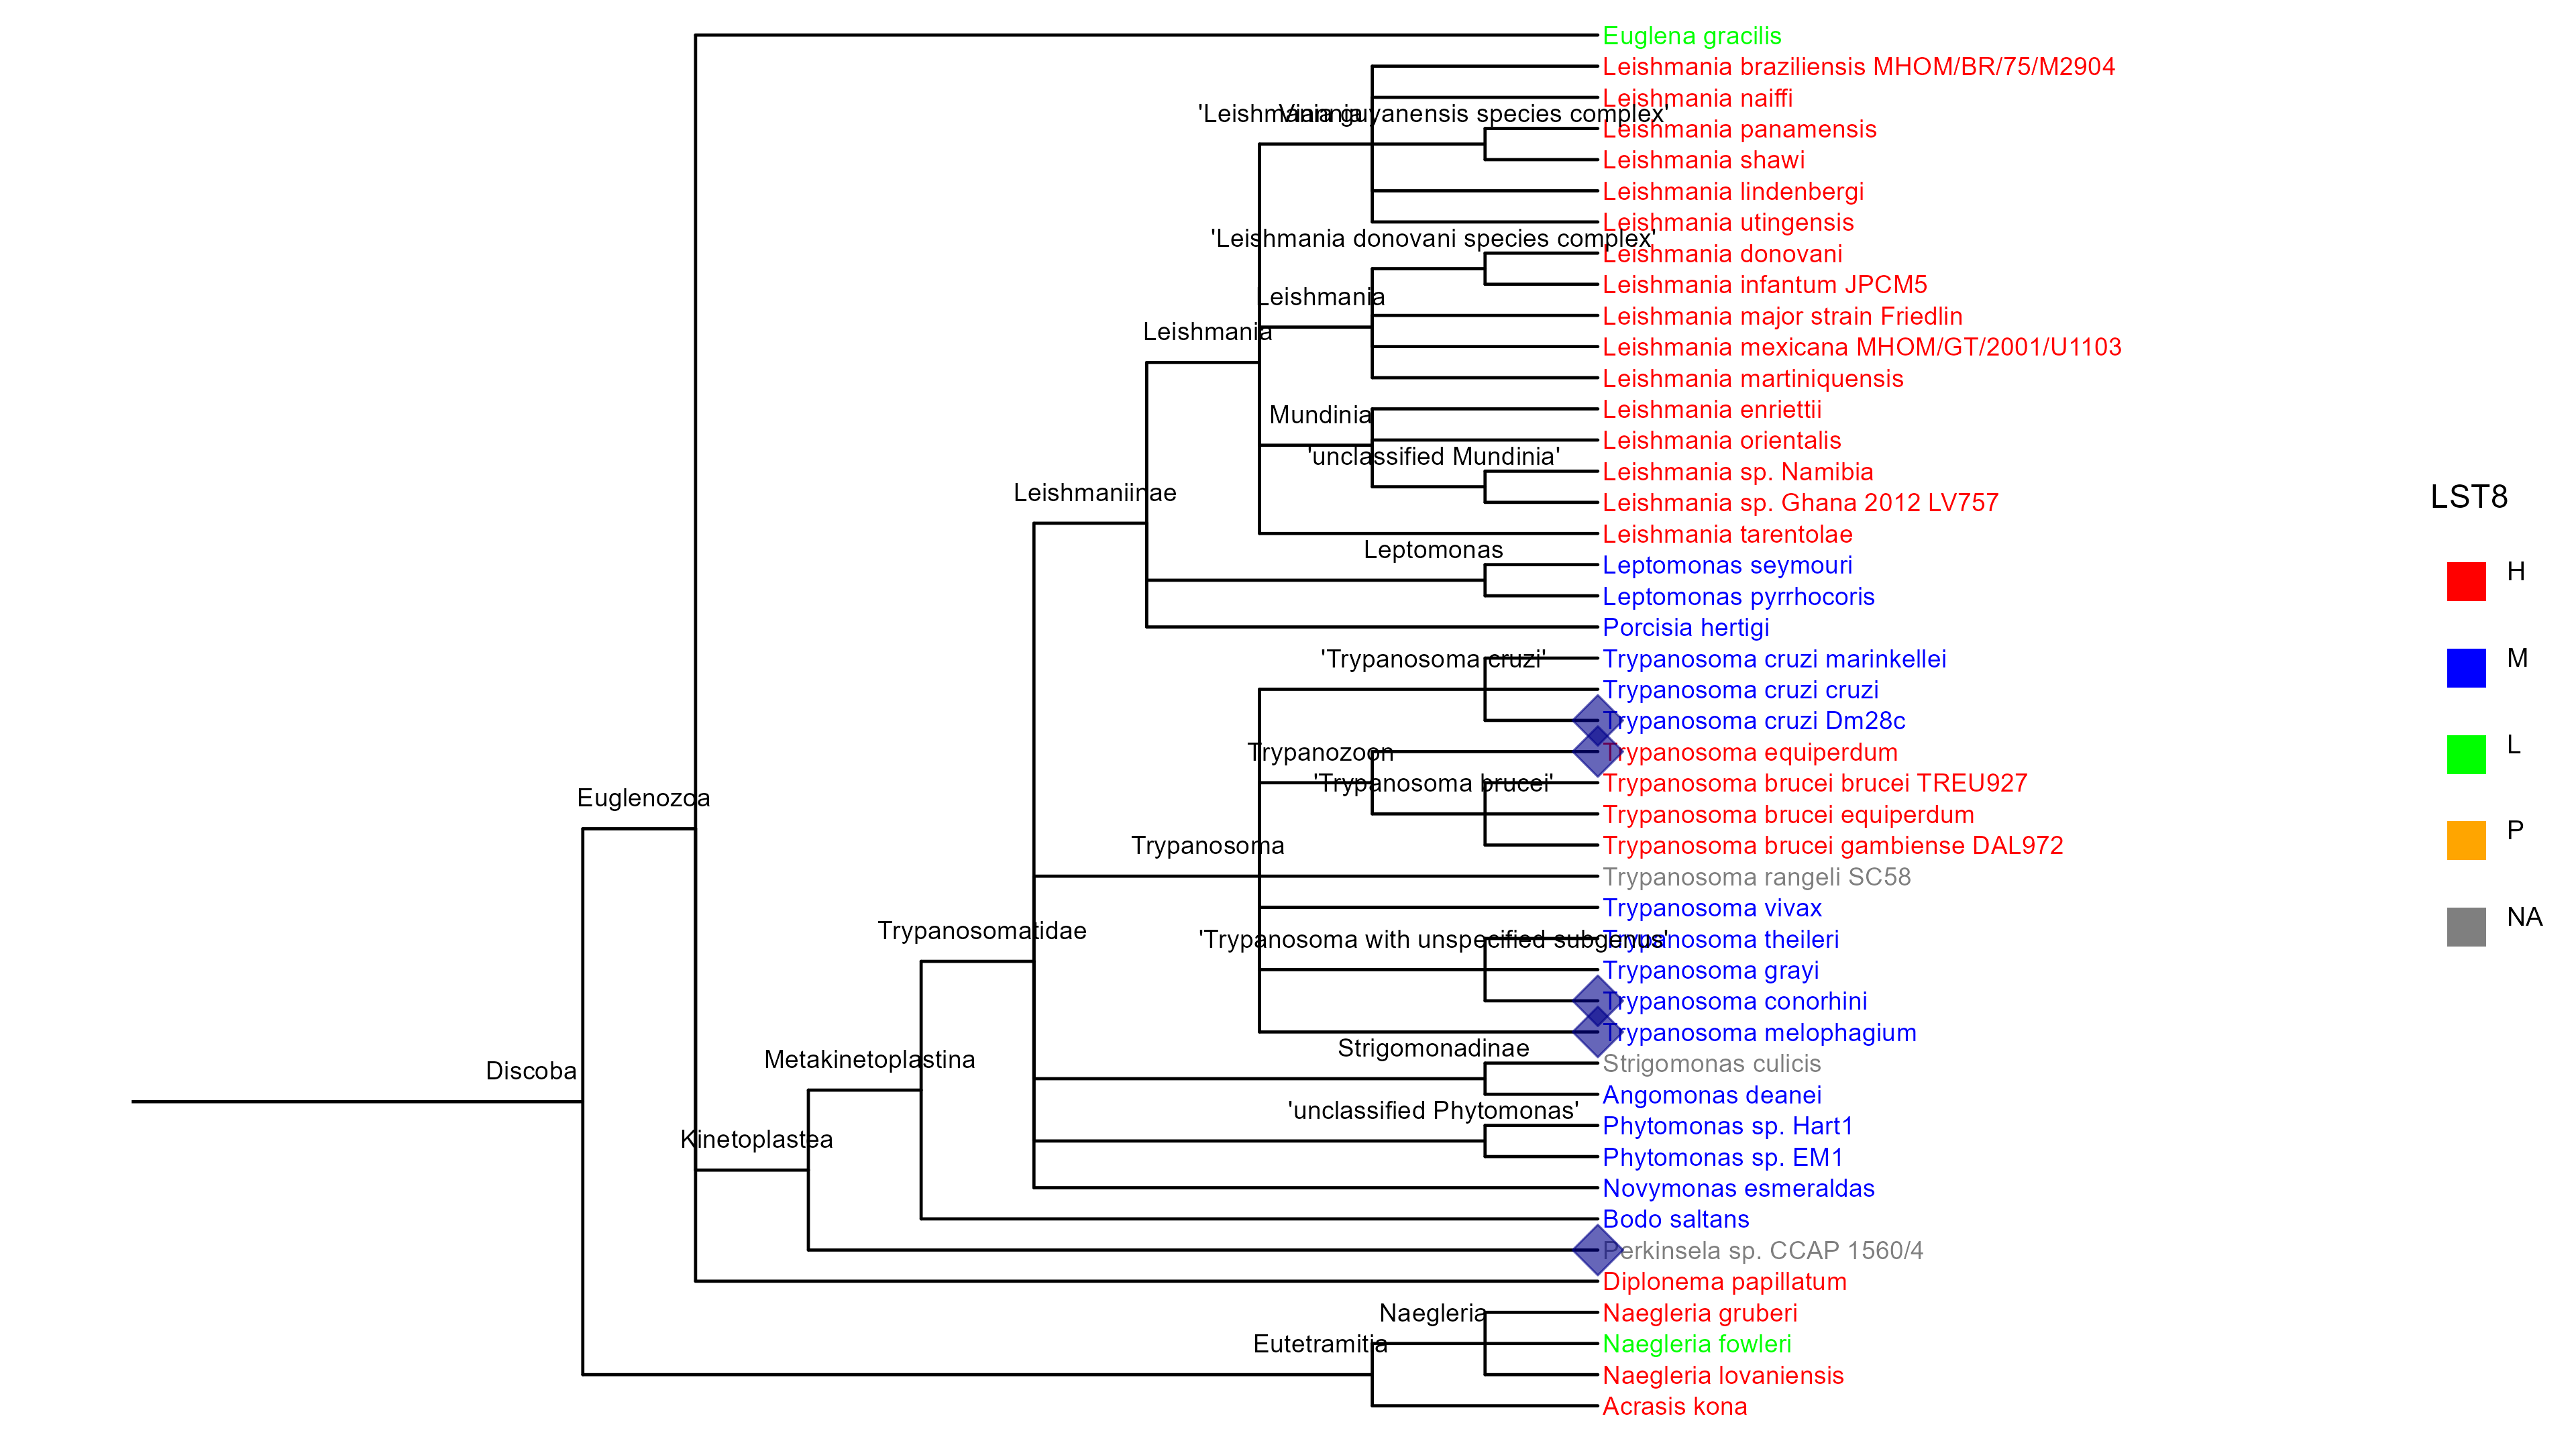 Euglena gracilis
Leishmania braziliensis MHOM/BR/75/M2904
Leishmania naiffi
Viannia
'Leishmania guyanensis species complex'
Leishmania panamensis
Leishmania shawi
Leishmania lindenbergi
Leishmania utingensis
'Leishmania donovani species complex'
Leishmania donovani
Leishmania infantum JPCM5
Leishmania
Leishmania major strain Friedlin
Leishmania
Leishmania mexicana MHOM/GT/2001/U1103
Leishmania martiniquensis
Mundinia
Leishmania enriettii
Leishmania orientalis
'unclassified Mundinia'
Leishmania sp. Namibia
Leishmaniinae
Leishmania sp. Ghana 2012 LV757
Leishmania tarentolae
Leptomonas
Leptomonas seymouri
Leptomonas pyrrhocoris
Porcisia hertigi
'Trypanosoma cruzi'
Trypanosoma cruzi marinkellei
Trypanosoma cruzi cruzi
Trypanosoma cruzi Dm28c
Trypanozoon
Trypanosoma equiperdum
'Trypanosoma brucei'
Trypanosoma brucei brucei TREU927
Euglenozoa
Trypanosoma brucei equiperdum
Trypanosoma
Trypanosoma brucei gambiense DAL972
Trypanosoma rangeli SC58
Trypanosoma vivax
Trypanosomatidae
'Trypanosoma with unspecified subgenus'
Trypanosoma theileri
Trypanosoma grayi
Trypanosoma conorhini
Trypanosoma melophagium
Strigomonadinae
Metakinetoplastina
Strigomonas culicis
Discoba
Angomonas deanei
'unclassified Phytomonas'
Phytomonas sp. Hart1
Kinetoplastea
Phytomonas sp. EM1
Novymonas esmeraldas
Bodo saltans
Perkinsela sp. CCAP 1560/4
Diplonema papillatum
Naegleria
Naegleria gruberi
Eutetramitia
Naegleria fowleri
Naegleria lovaniensis
Acrasis kona
LST8
H
M
L
P
NA